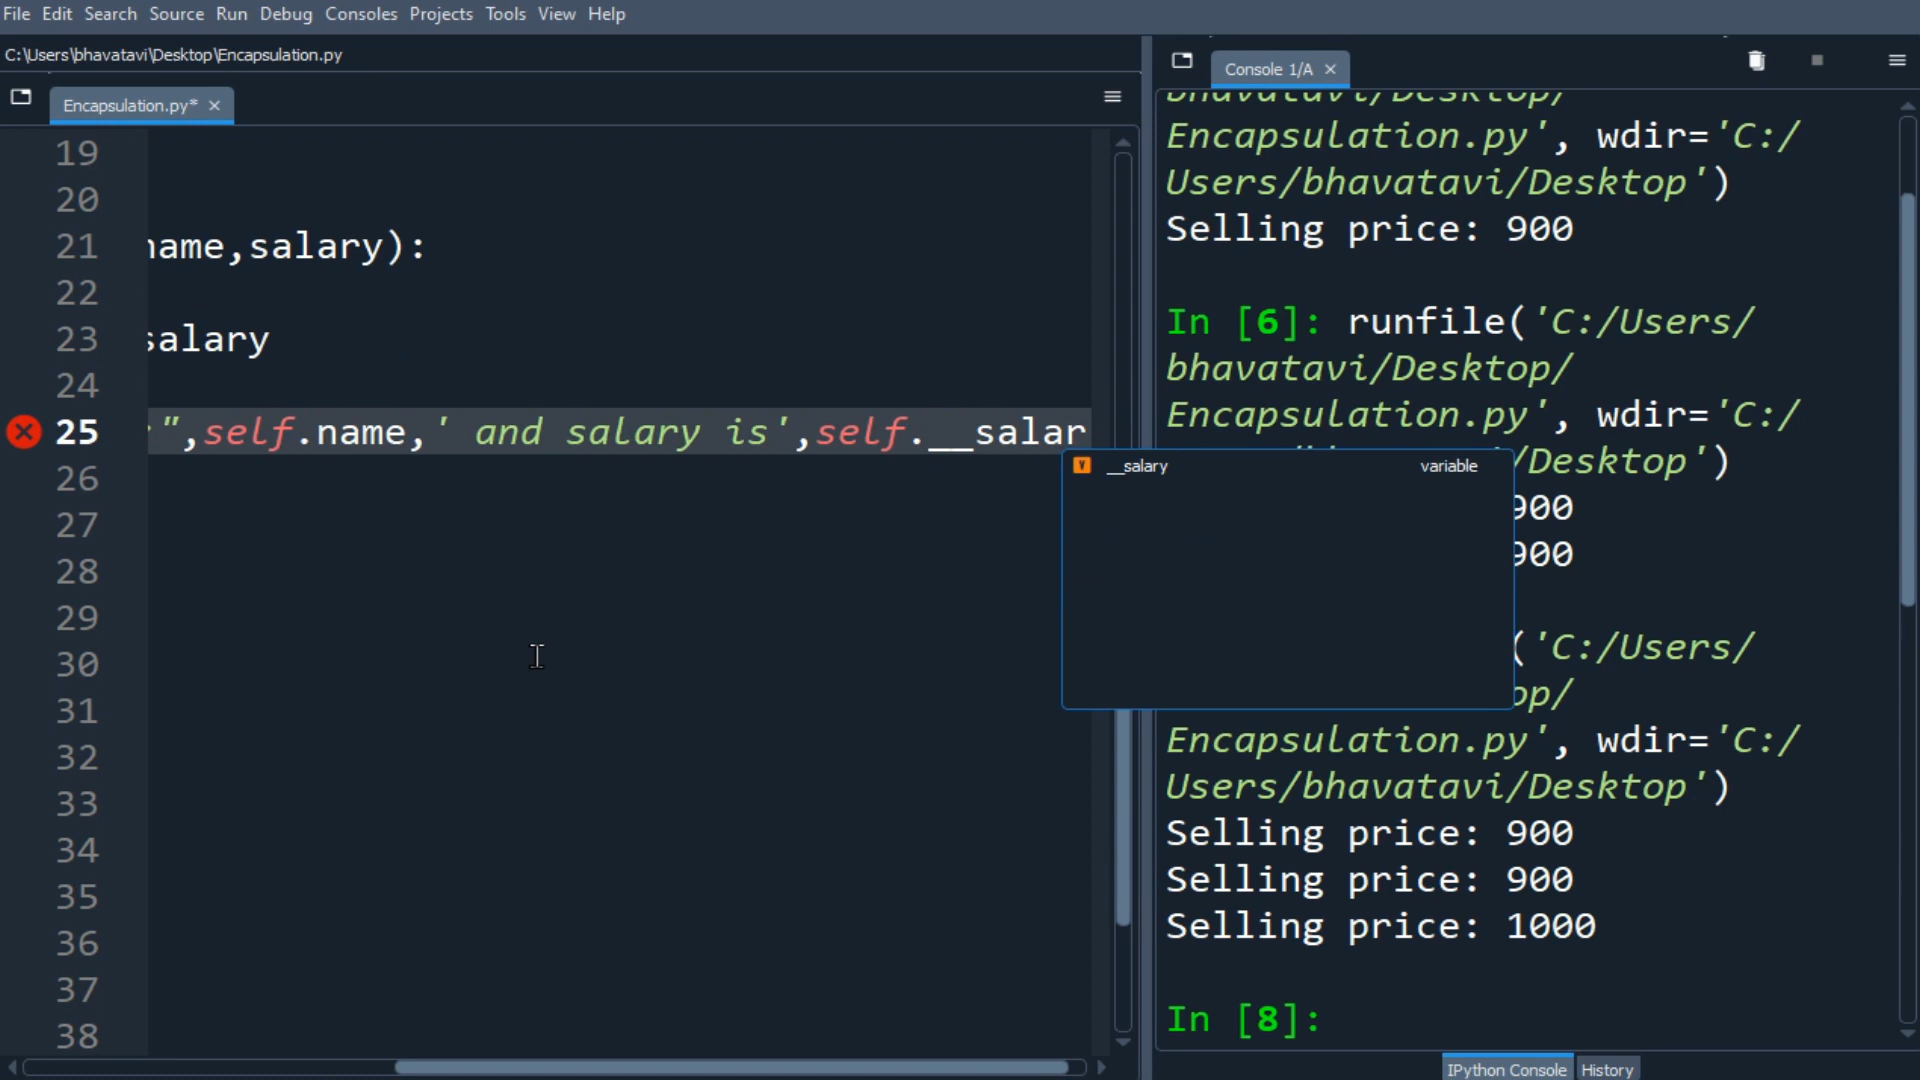 File Edit Search Source Run Debug Consoles Projects Tools View Help
C:\Users\bhavatavi\Desktop\Encapsulation.py
Encapsulation.py*
19
20
21 name,salary):
22
23 salary
24
25 ",self.name,' and salary is',self.__salar
26
27
28
29
30
31
32
33
34
35
36
37
38
__salary variable
Console 1/A
bhavatavi/Desktop/
Encapsulation.py', wdir='C:/
Users/bhavatavi/Desktop')
Selling price: 900
In [6]: runfile('C:/Users/
bhavatavi/Desktop/
Encapsulation.py', wdir='C:/
/Desktop')
900
900
('C:/Users/
op/
Encapsulation.py', wdir='C:/
Users/bhavatavi/Desktop')
Selling price: 900
Selling price: 900
Selling price: 1000
In [8]:
IPython Console History